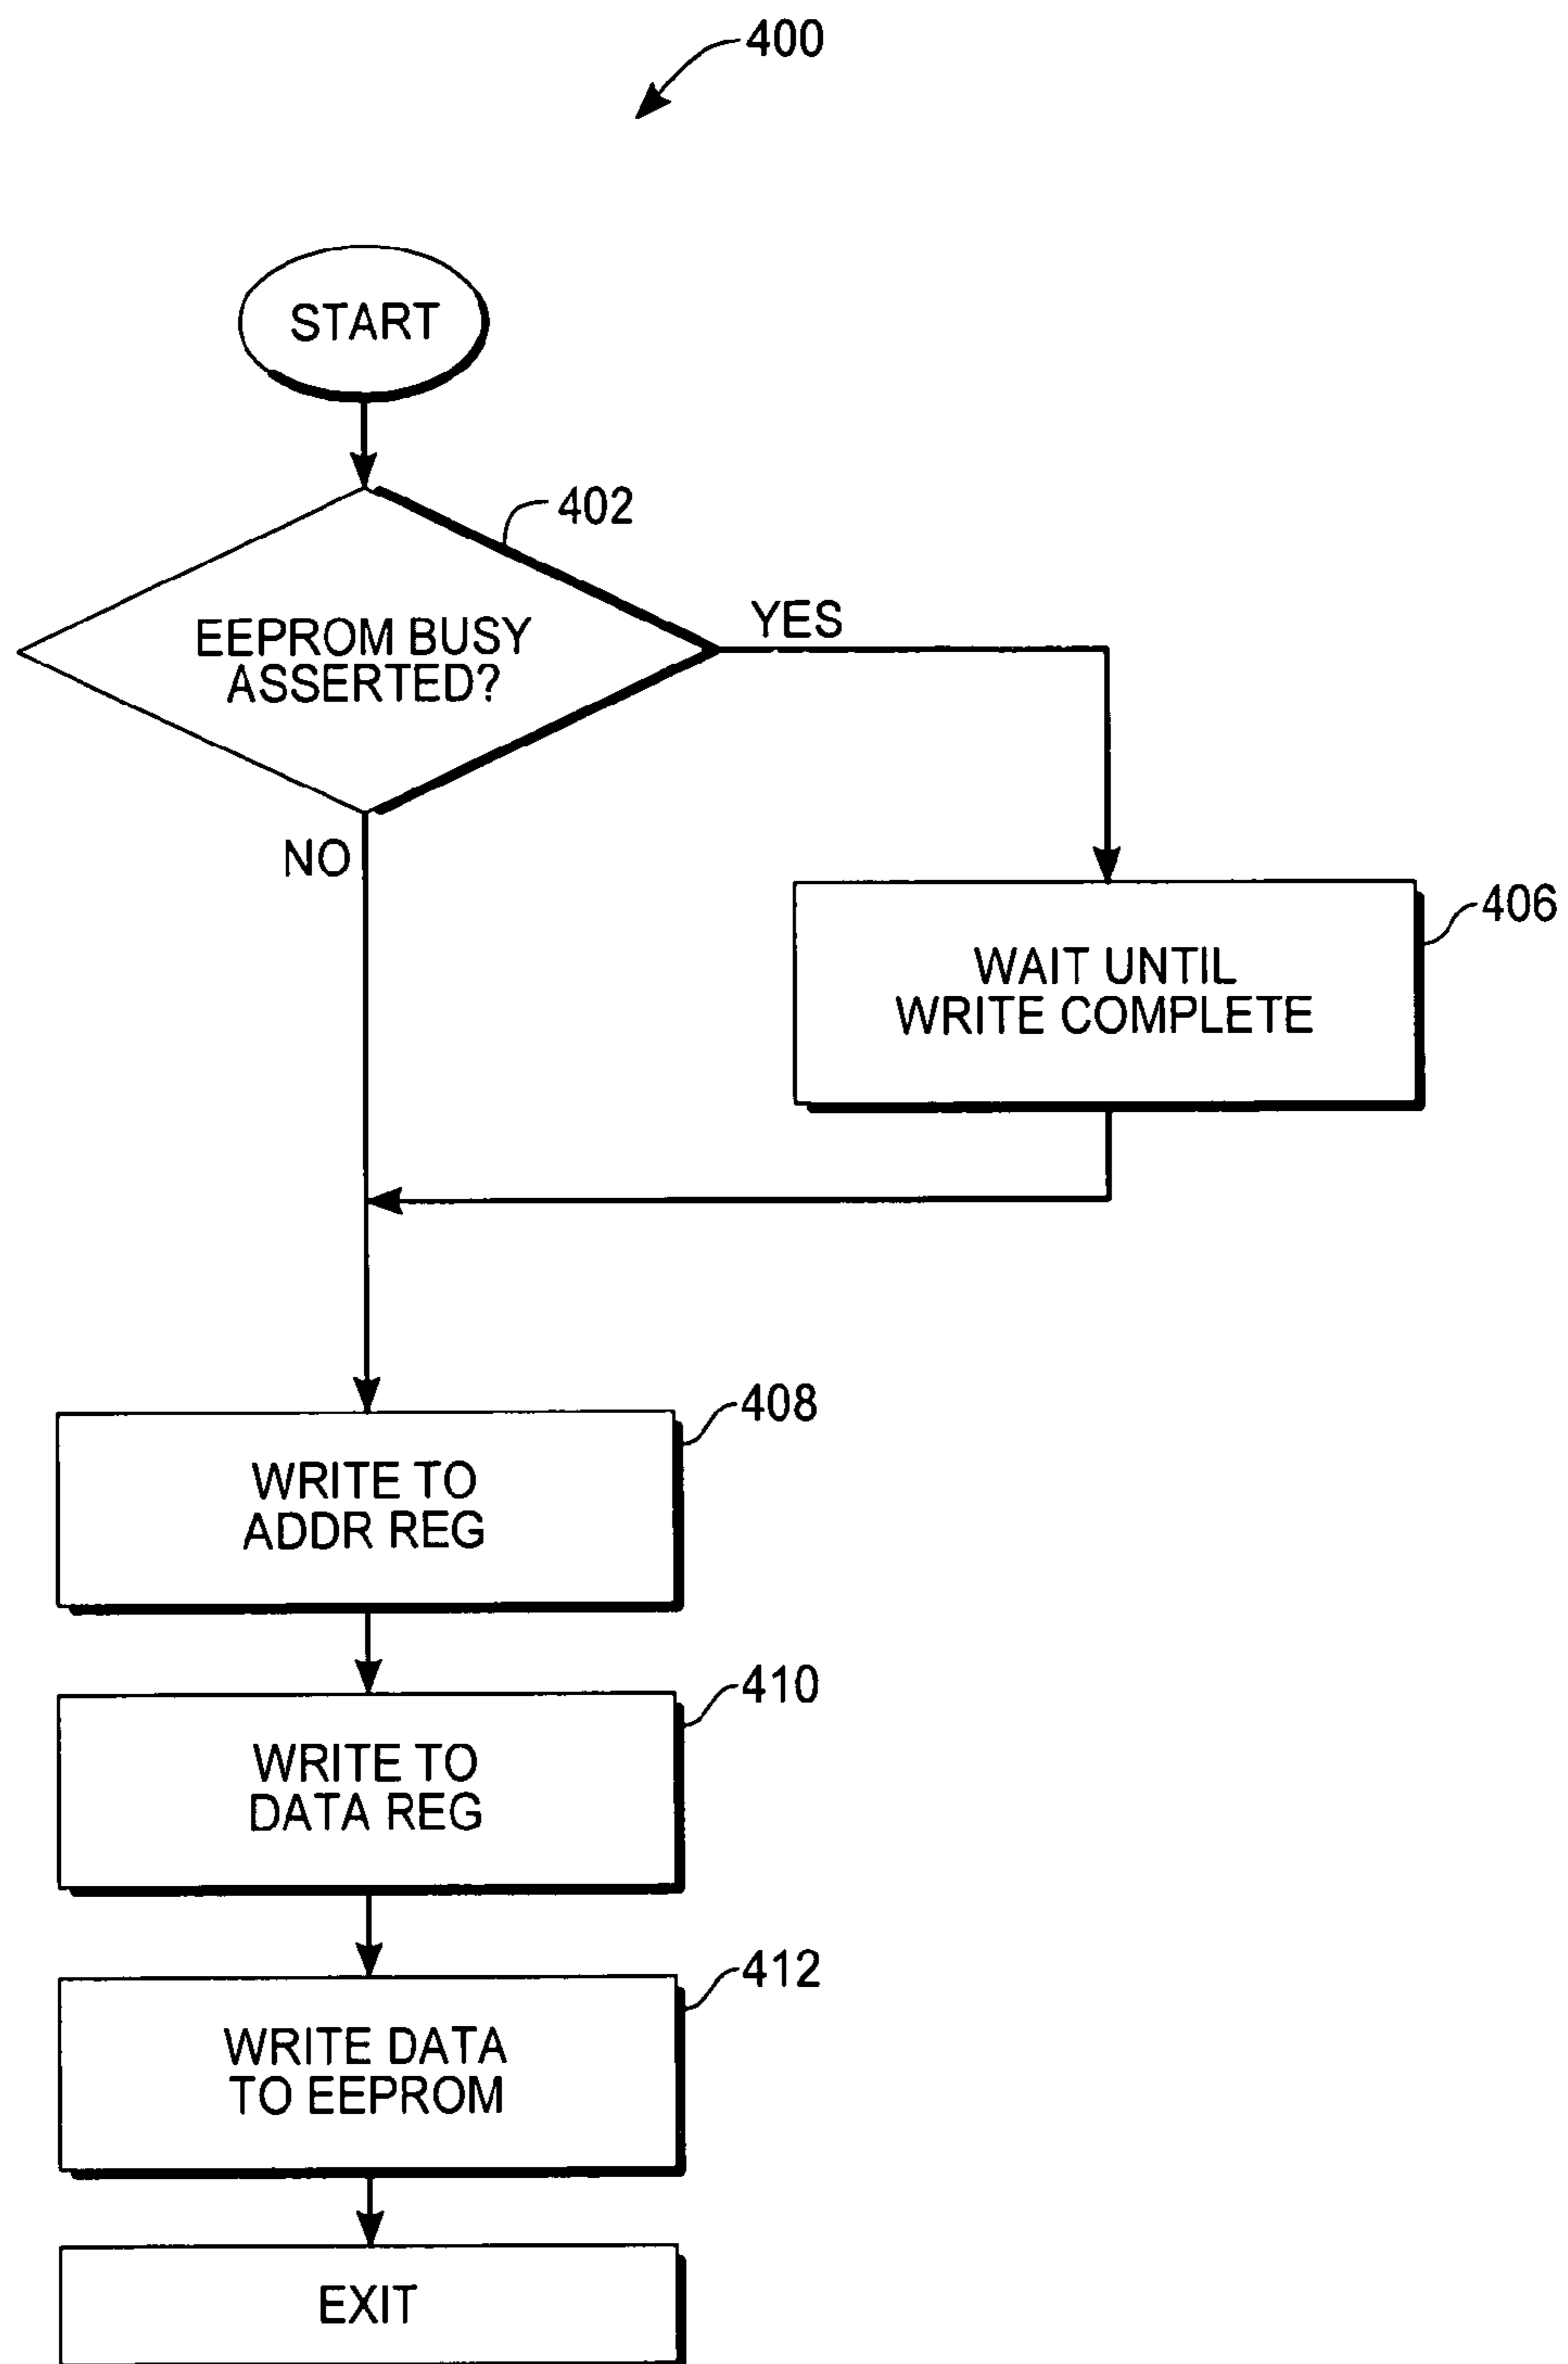 400
START
402
EEPROM BUSY
ASSERTED?
YES
NO
406
WAIT UNTIL
WRITE COMPLETE
408
WRITE TO
ADDR REG
410
WRITE TO
DATA REG
412
WRITE DATA
TO EEPROM
EXIT